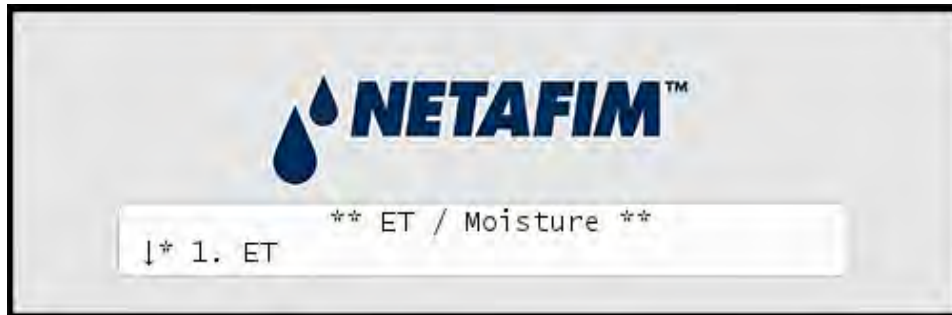 NETAFIM™
** ET / Moisture **
↓* 1. ET